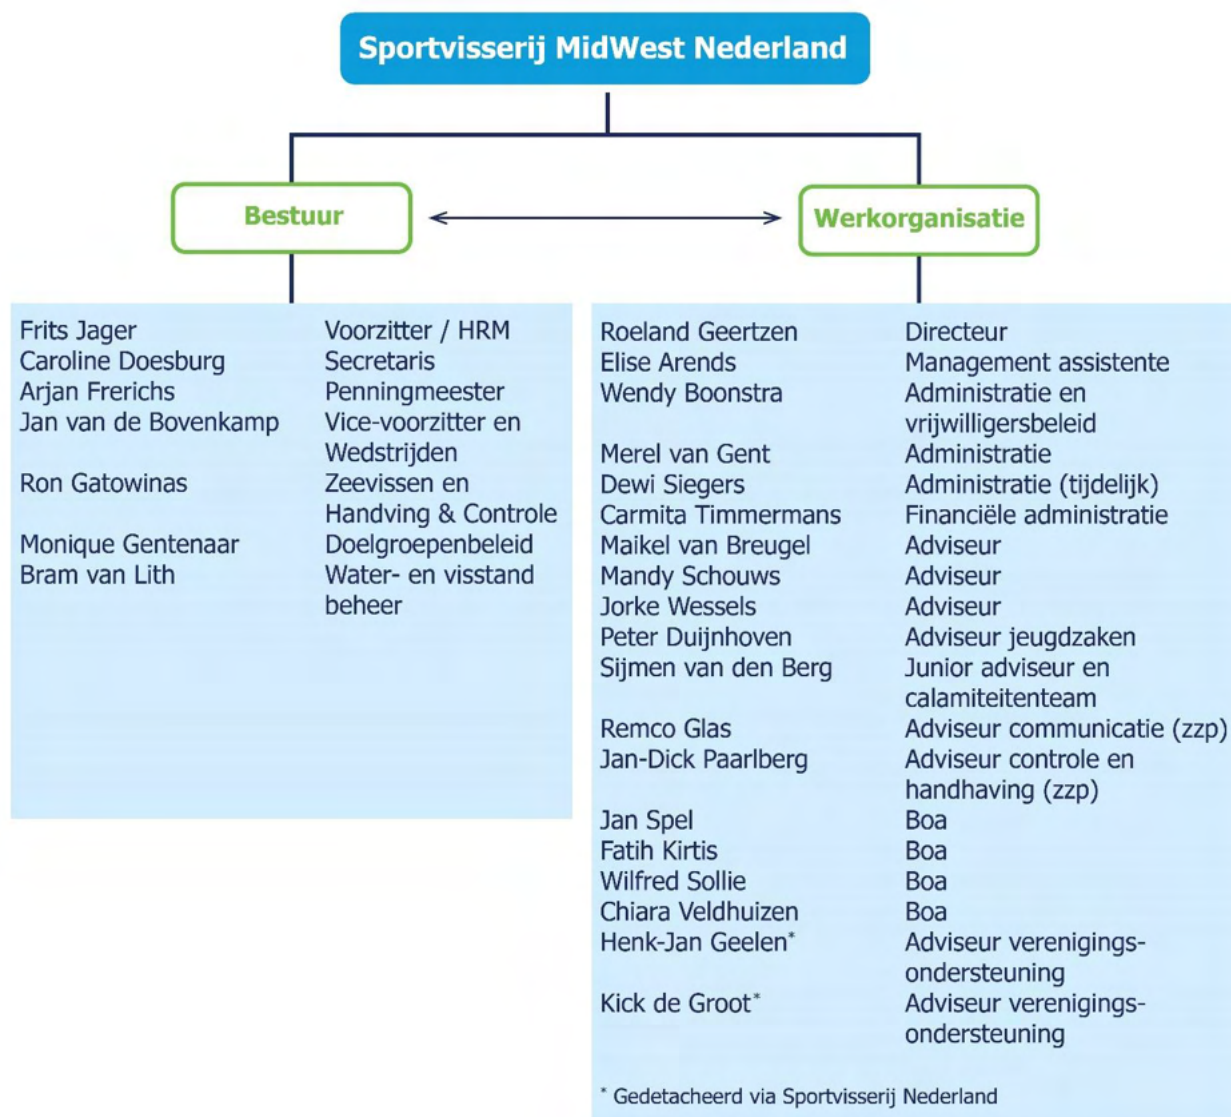 Sportvisserij MidWest Nederland
Bestuur
Werkorganisatie
Frits Jager Voorzitter / HRM
Caroline Doesburg Secretaris
Arjan Frerichs Penningmeester
Jan van de Bovenkamp Vice-voorzitter en
Wedstrijden
Ron Gatowinas Zeevissen en
Handving & Controle
Monique Gentenaar Doelgroepenbeleid
Bram van Lith Water- en visstand
beheer
Roeland Geertzen Directeur
Elise Arends Management assistente
Wendy Boonstra Administratie en
vrijwilligersbeleid
Merel van Gent Administratie
Dewi Siegers Administratie (tijdelijk)
Carmita Timmermans Financiële administratie
Maikel van Breugel Adviseur
Mandy Schouws Adviseur
Jorke Wessels Adviseur
Peter Duijnhoven Adviseur jeugdzaken
Sijmen van den Berg Junior adviseur en
calamiteitenteam
Remco Glas Adviseur communicatie (zzp)
Jan-Dick Paarlberg Adviseur controle en
handhaving (zzp)
Jan Spel Boa
Fatih Kirtis Boa
Wilfred Sollie Boa
Chiara Veldhuizen Boa
Henk-Jan Geelen* Adviseur verenigings-
ondersteuning
Kick de Groot* Adviseur verenigings-
ondersteuning
* Gedetacheerd via Sportvisserij Nederland